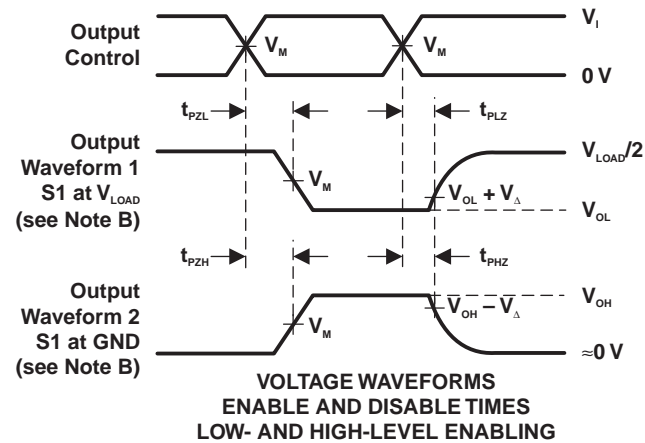 Output
Control
V_M
V_M
V_I
0 V
t_PZL
t_PLZ
Output
Waveform 1
S1 at V_LOAD
(see Note B)
V_M
V_OL + V_Δ
V_LOAD/2
V_OL
t_PZH
t_PHZ
Output
Waveform 2
S1 at GND
(see Note B)
V_M
V_OH – V_Δ
V_OH
≈0 V
VOLTAGE WAVEFORMS
ENABLE AND DISABLE TIMES
LOW- AND HIGH-LEVEL ENABLING